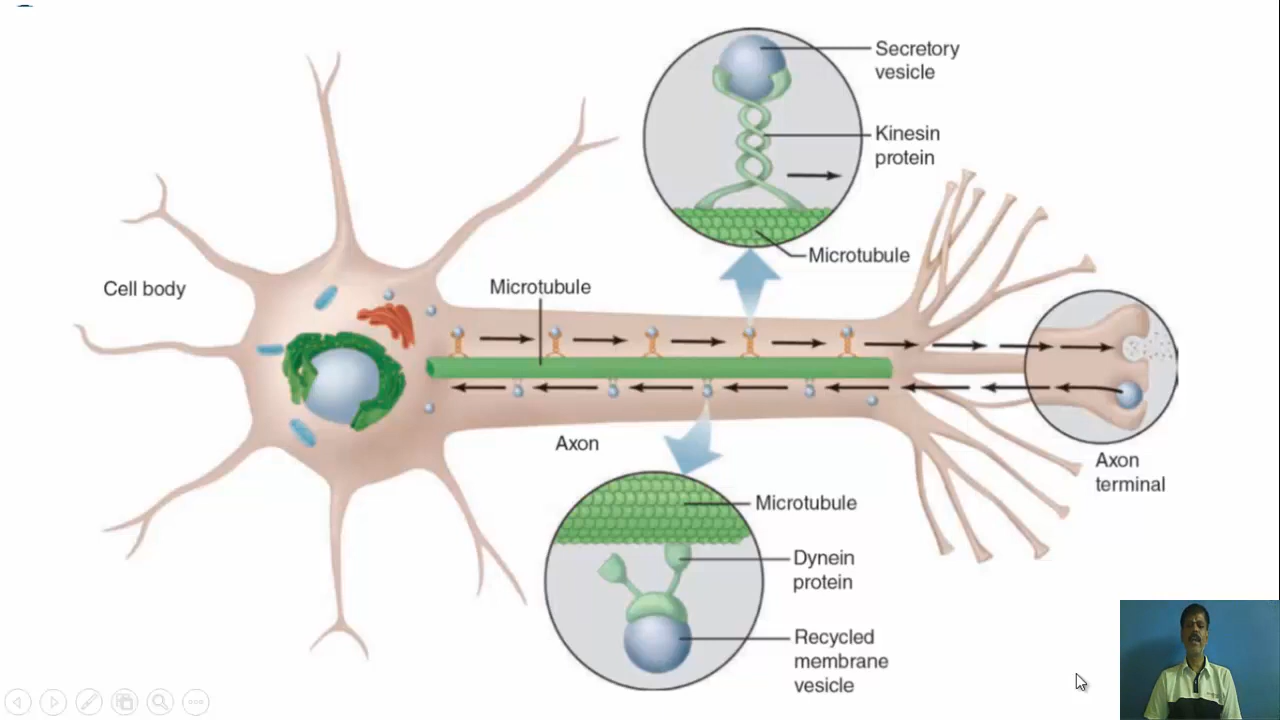 Secretory
vesicle
Kinesin
protein
Microtubule
Cell body
Microtubule
Axon
Axon
terminal
Microtubule
Dynein
protein
Recycled
membrane
vesicle